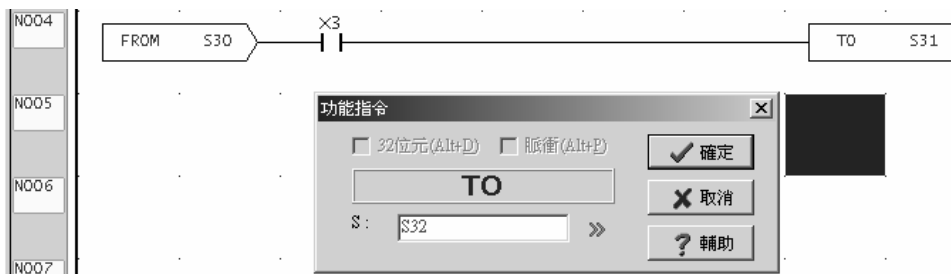 N004
X3
FROM S30
TO S31
N005
功能指令
32位元(Alt+D) 脈衝(Alt+P)
確定
TO
N006
取消
S: S32
輔助
N007